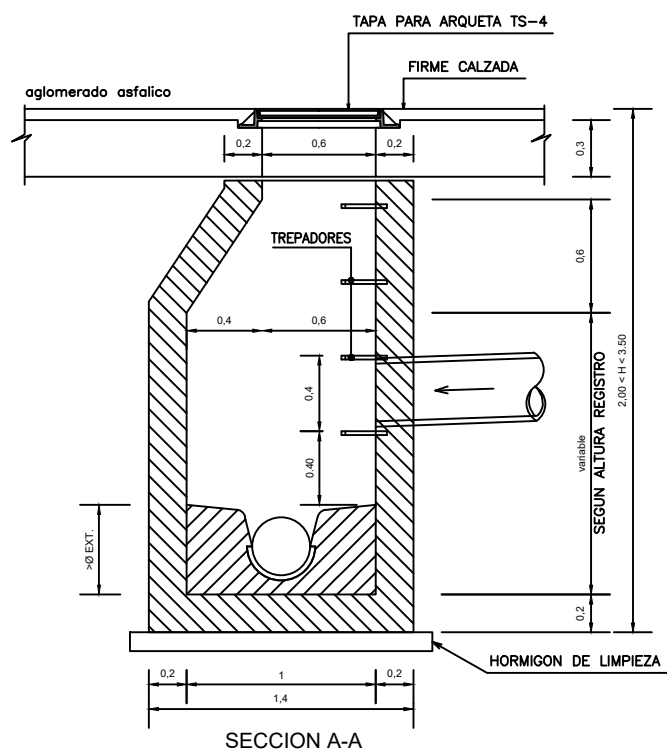 TAPA PARA ARQUETA TS-4
FIRME CALZADA
aglomerado asfalico
0,2
0,6
0,2
0,3
TREPADORES
0,6
0,4
0,6
2,00 < H < 3.50
0,4
variable
SEGUN ALTURA REGISTRO
0.40
>Ø EXT.
0,2
HORMIGON DE LIMPIEZA
0,2
1
0,2
1,4
SECCION A-A